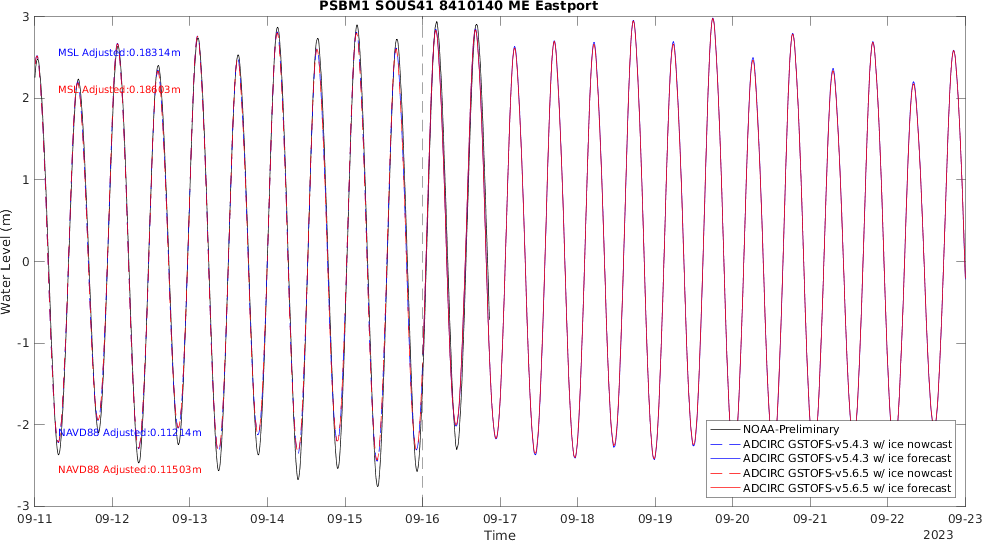 PSBM1 SOUS41 8410140 ME Eastport
3
2
1
0
-1
-2
-3
Water Level (m)
MSL Adjusted:0.18314m
MSL Adjusted:0.18603m
NAVD88 Adjusted:0.11214m
NAVD88 Adjusted:0.11503m
NOAA-Preliminary
ADCIRC GSTOFS-v5.4.3 w/ ice nowcast
ADCIRC GSTOFS-v5.4.3 w/ ice forecast
ADCIRC GSTOFS-v5.6.5 w/ ice nowcast
ADCIRC GSTOFS-v5.6.5 w/ ice forecast
09-11 09-12 09-13 09-14 09-15 09-16 09-17 09-18 09-19 09-20 09-21 09-22 09-23
Time
2023